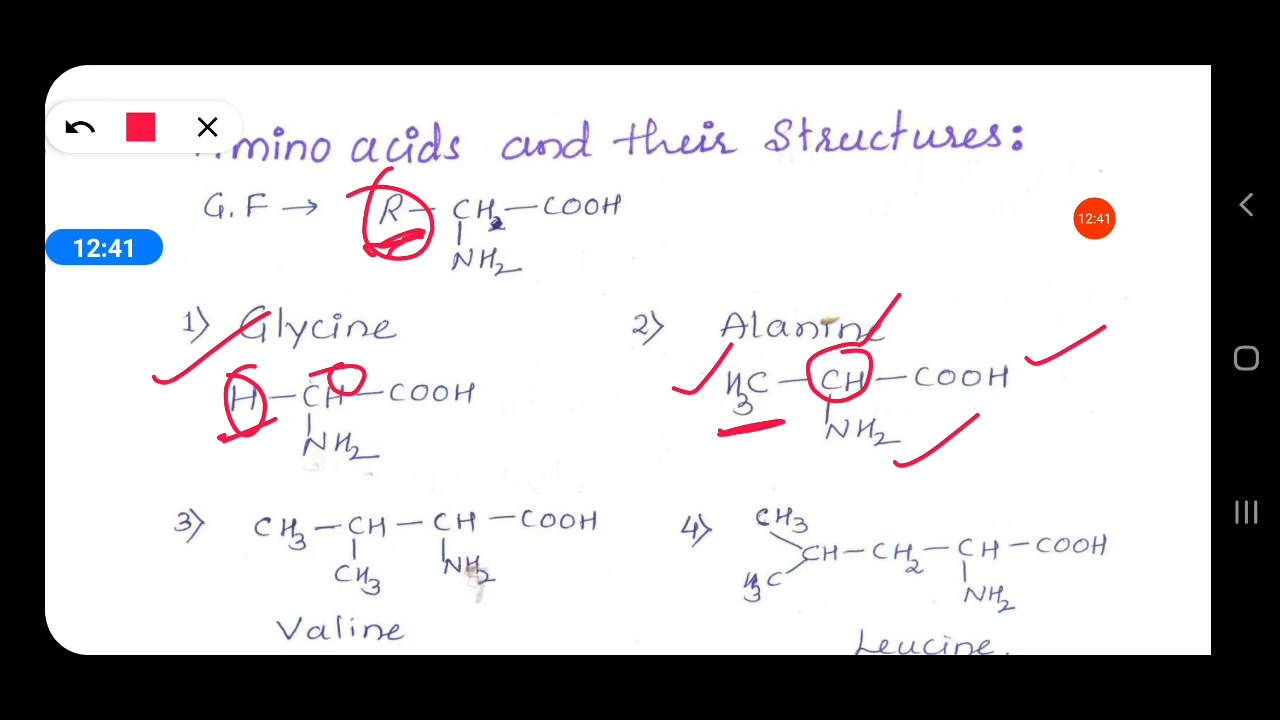 Amino acids and their Structures:
G.F → R — CH2 — COOH
NH2
12:41
12:41
1) Glycine
H — CH — COOH
NH2
2) Alanine
H3C — CH — COOH
NH2
3) CH3 — CH — CH — COOH
CH3 NH2
Valine
4) CH3
CH — CH2 — CH — COOH
H3C
NH2
Leucine.